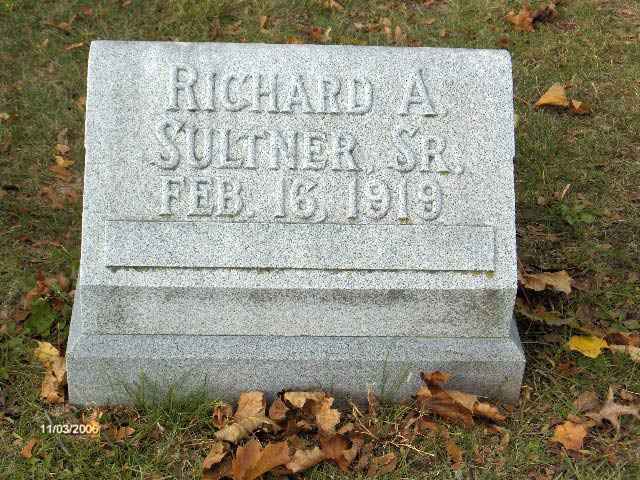 RICHARD A.
SULTNER, SR.
FEB. 16, 1919
11/03/2006